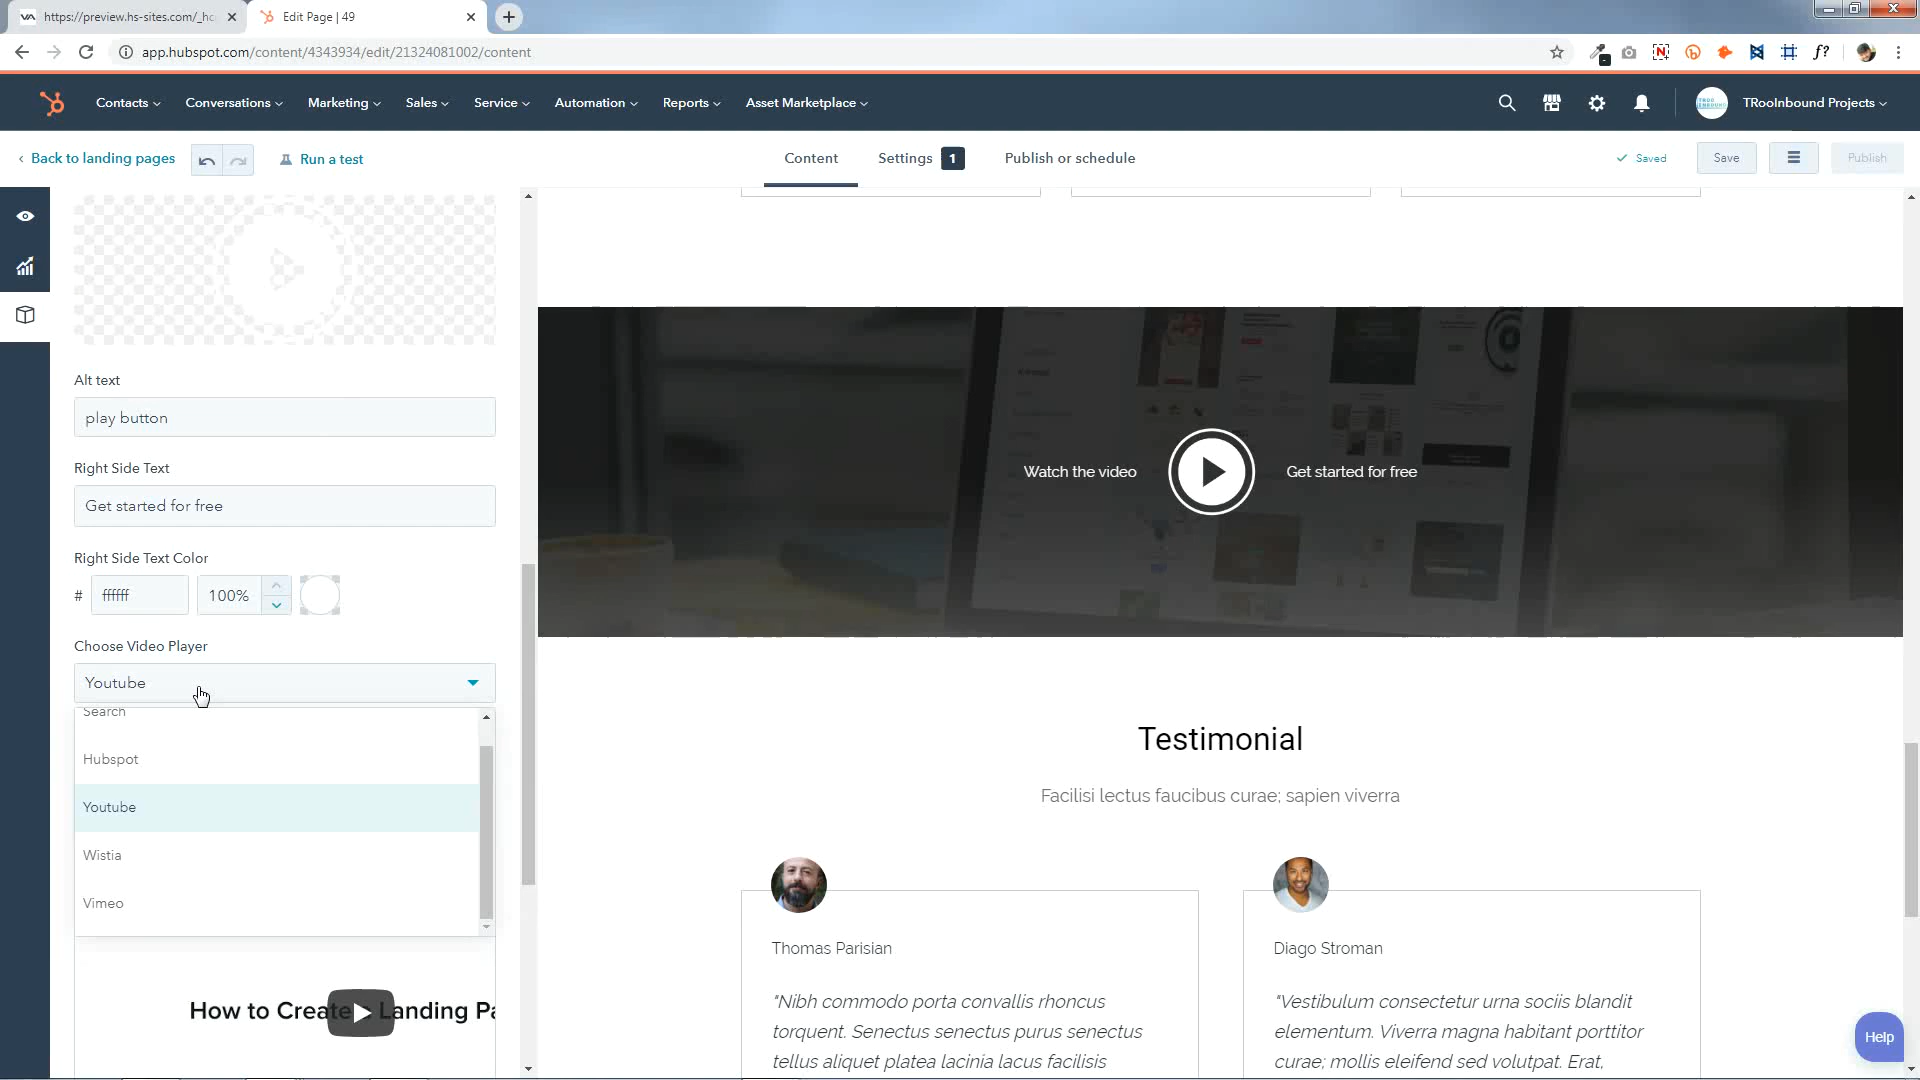 https://preview.hs-sites.com/_hc
Edit Page | 49
app.hubspot.com/content/4343934/edit/21324081002/content
Contacts
Conversations
Marketing
Sales
Service
Automation
Reports
Asset Marketplace
TRooInbound Projects
Back to landing pages
Run a test
Content
Settings 1
Publish or schedule
Saved
Save
Publish
Alt text
play button
Right Side Text
Get started for free
Right Side Text Color
# ffffff 100%
Choose Video Player
Youtube
Search
Hubspot
Youtube
Wistia
Vimeo
How to Create a Landing Pa
Watch the video
Get started for free
Testimonial
Facilisi lectus faucibus curae; sapien viverra
Thomas Parisian
"Nibh commodo porta convallis rhoncus
torquent. Senectus senectus purus senectus
tellus aliquet platea lacinia lacus facilisis
Diago Stroman
"Vestibulum consectetur urna sociis blandit
elementum. Viverra magna habitant porttitor
curae; mollis eleifend sed volutpat. Erat,
Help